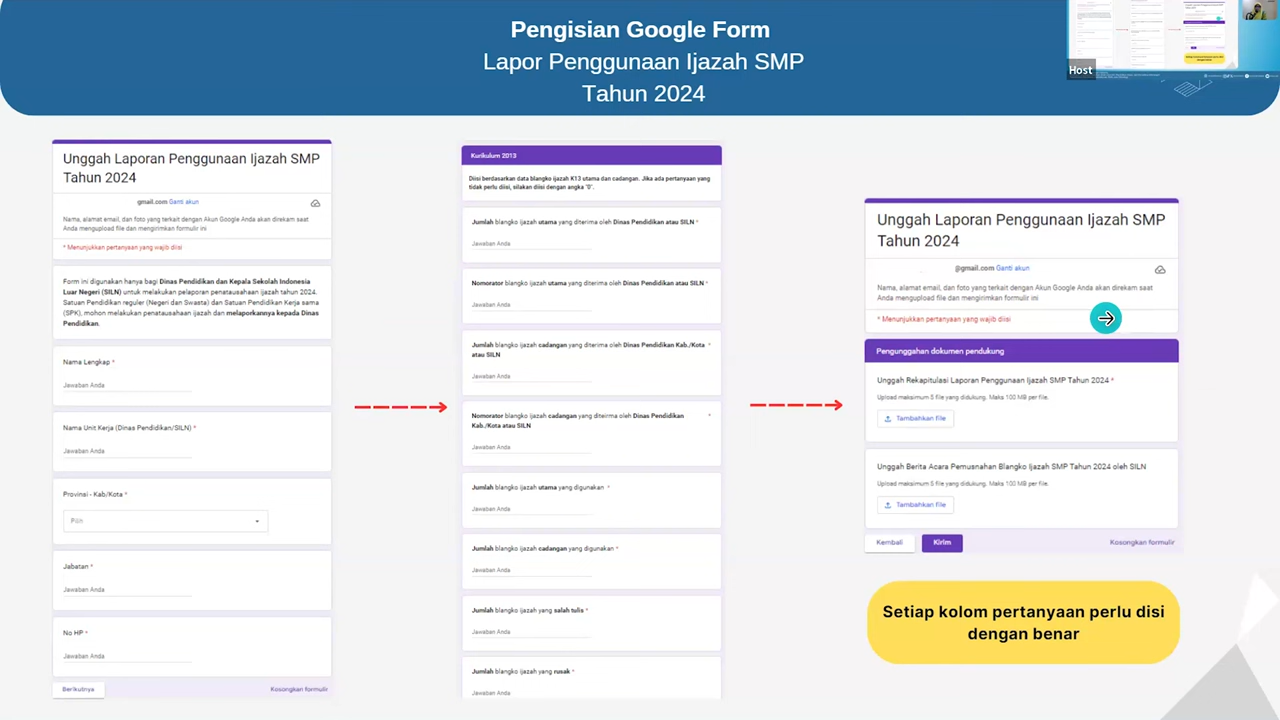 Pengisian Google Form
Lapor Penggunaan Ijazah SMP
Tahun 2024
Host
Unggah Laporan Penggunaan Ijazah SMP
Tahun 2024
gmail.com Ganti akun
Nama, alamat email, dan foto yang terkait dengan Akun Google Anda akan direkam saat
Anda mengupload file dan mengirimkan formulir ini
* Menunjukkan pertanyaan yang wajib diisi
Form ini digunakan hanya bagi Dinas Pendidikan dan Kepala Sekolah Indonesia
Luar Negeri (SILN) untuk melakukan pelaporan penatausahaan ijazah tahun 2024.
Satuan Pendidikan reguler (Negeri dan Swasta) dan Satuan Pendidikan Kerja sama
(SPK), mohon melakukan penatausahaan ijazah dan melaporkannya kepada Dinas
Pendidikan.
Nama Lengkap *
Jawaban Anda
Nama Unit Kerja (Dinas Pendidikan/SILN) *
Jawaban Anda
Provinsi - Kab/Kota *
Pilih
Jabatan *
Jawaban Anda
No HP *
Jawaban Anda
Berikutnya
Kosongkan formulir
Kurikulum 2013
Diisi berdasarkan data blangko ijazah K13 utama dan cadangan. Jika ada pertanyaan yang
tidak perlu diisi, silakan diisi dengan angka '0'.
Jumlah blangko ijazah utama yang diterima oleh Dinas Pendidikan atau SILN *
Jawaban Anda
Nomorator blangko ijazah utama yang diterima oleh Dinas Pendidikan atau SILN *
Jawaban Anda
Jumlah blangko ijazah cadangan yang diterima oleh Dinas Pendidikan Kab./Kota *
atau SILN
Jawaban Anda
Nomorator blangko ijazah cadangan yang diteirma oleh Dinas Pendidikan *
Kab./Kota atau SILN
Jawaban Anda
Jumlah blangko ijazah utama yang digunakan *
Jawaban Anda
Jumlah blangko ijazah cadangan yang digunakan *
Jawaban Anda
Jumlah blangko ijazah yang salah tulis *
Jawaban Anda
Jumlah blangko ijazah yang rusak *
Jawaban Anda
Unggah Laporan Penggunaan Ijazah SMP
Tahun 2024
@gmail.com Ganti akun
Nama, alamat email, dan foto yang terkait dengan Akun Google Anda akan direkam saat
Anda mengupload file dan mengirimkan formulir ini
* Menunjukkan pertanyaan yang wajib diisi
Pengunggahan dokumen pendukung
Unggah Rekapitulasi Laporan Penggunaan Ijazah SMP Tahun 2024 *
Upload maksimum 5 file yang didukung. Maks 100 MB per file.
Tambahkan file
Unggah Berita Acara Pemusnahan Blangko Ijazah SMP Tahun 2024 oleh SILN
Upload maksimum 5 file yang didukung. Maks 100 MB per file.
Tambahkan file
Kembali
Kirim
Kosongkan formulir
Setiap kolom pertanyaan perlu disi
dengan benar